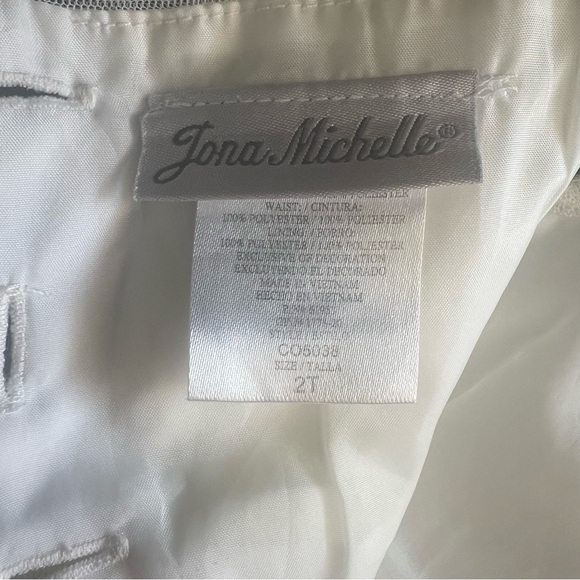 Jona Michelle®
WAIST: / CINTURA:
100% POLYESTER / 100% POLIESTER
LINING / FORRO:
100% POLYESTER / 100% POLIESTER
EXCLUSIVE OF DECORATION
EXCLUYENDO EL DECORADO
MADE IN VIETNAM
HECHO EN VIETNAM
CO5038
SIZE / TALLA
2T